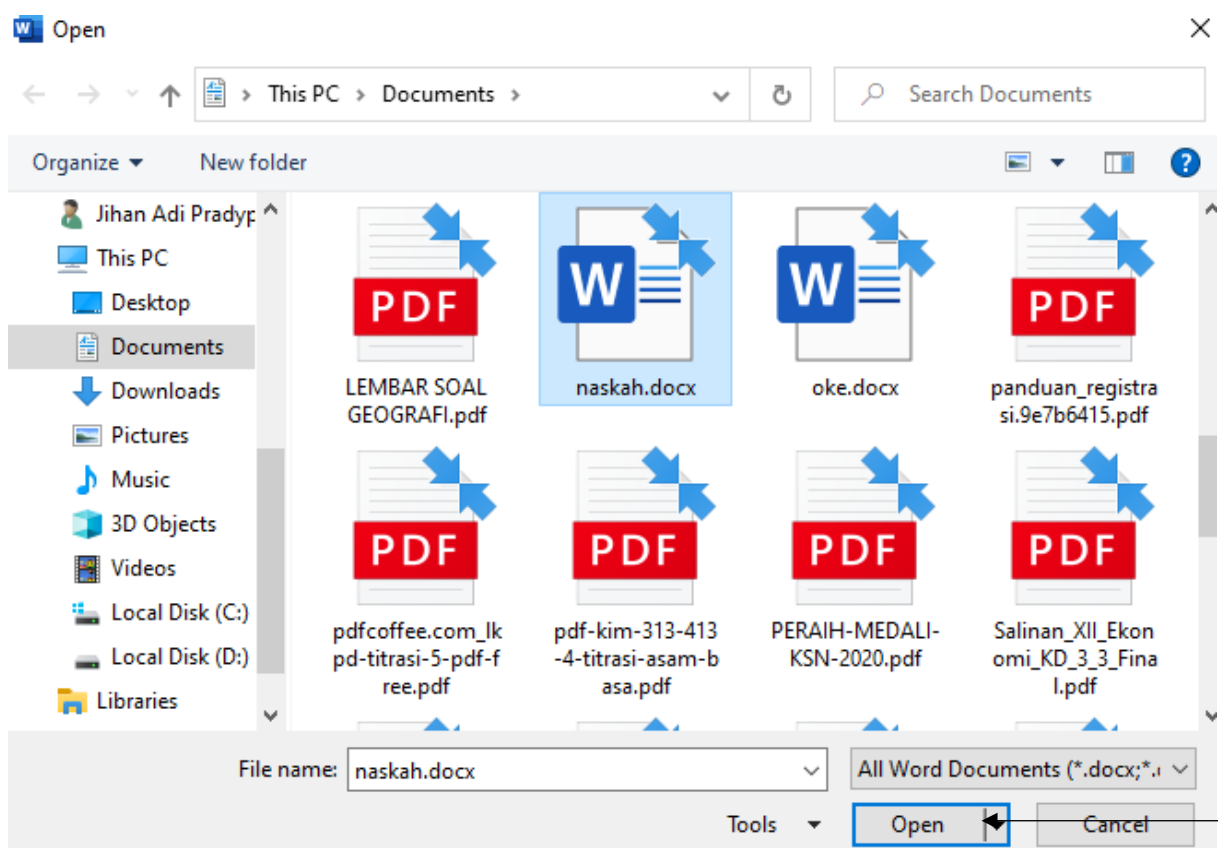 Open
This PC > Documents >
Search Documents
Organize
New folder
?
Jihan Adi Pradyp
This PC
Desktop
Documents
Downloads
Pictures
Music
3D Objects
Videos
Local Disk (C:)
Local Disk (D:)
Libraries
PDF
W
W
PDF
LEMBAR SOAL
GEOGRAFI.pdf
naskah.docx
oke.docx
panduan_registra
si.9e7b6415.pdf
PDF
PDF
PDF
PDF
pdfcoffee.com_lk
pd-titrasi-5-pdf-f
ree.pdf
pdf-kim-313-413
-4-titrasi-asam-b
asa.pdf
PERAIH-MEDALI-
KSN-2020.pdf
Salinan_XII_Ekon
omi_KD_3_3_Fina
l.pdf
File name:
naskah.docx
All Word Documents (*.docx;*.
Tools
Open
Cancel